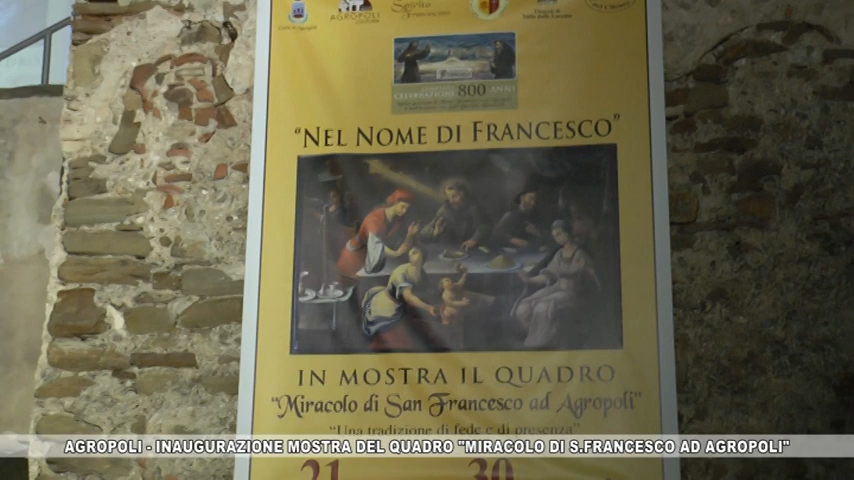 AGROPOLI
Spirito
Francescano
CELEBRAZIONE 800 ANNI
"NEL NOME DI FRANCESCO"
IN MOSTRA IL QUADRO
"Miracolo di San Francesco ad Agropoli"
"Una tradizione di fede e di presenza"
21 30
AGROPOLI - INAUGURAZIONE MOSTRA DEL QUADRO "MIRACOLO DI S.FRANCESCO AD AGROPOLI"